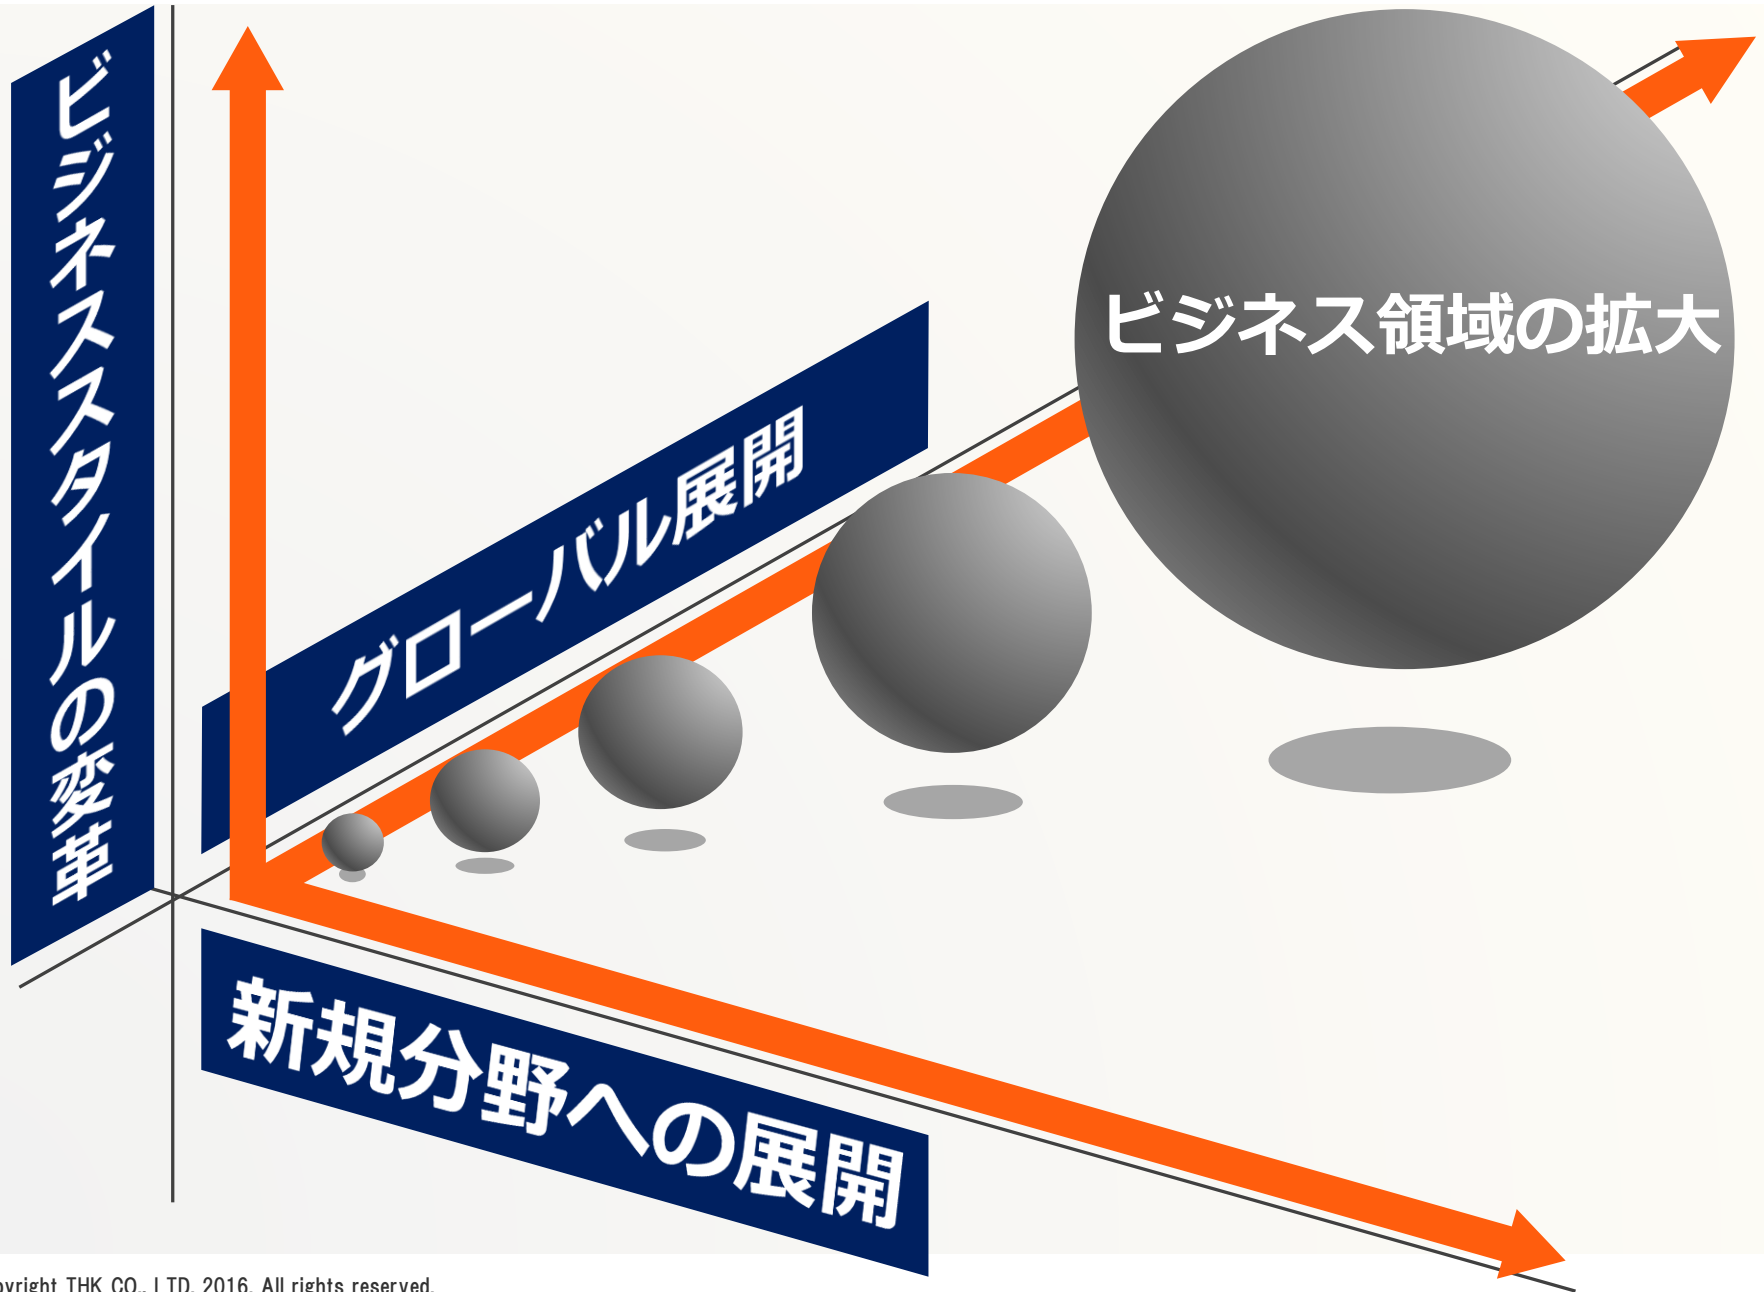 ビジネススタイルの変革
ビジネス領域の拡大
グローバル展開
新規分野への展開
pyright THK CO., LTD. 2016. All rights reserved.